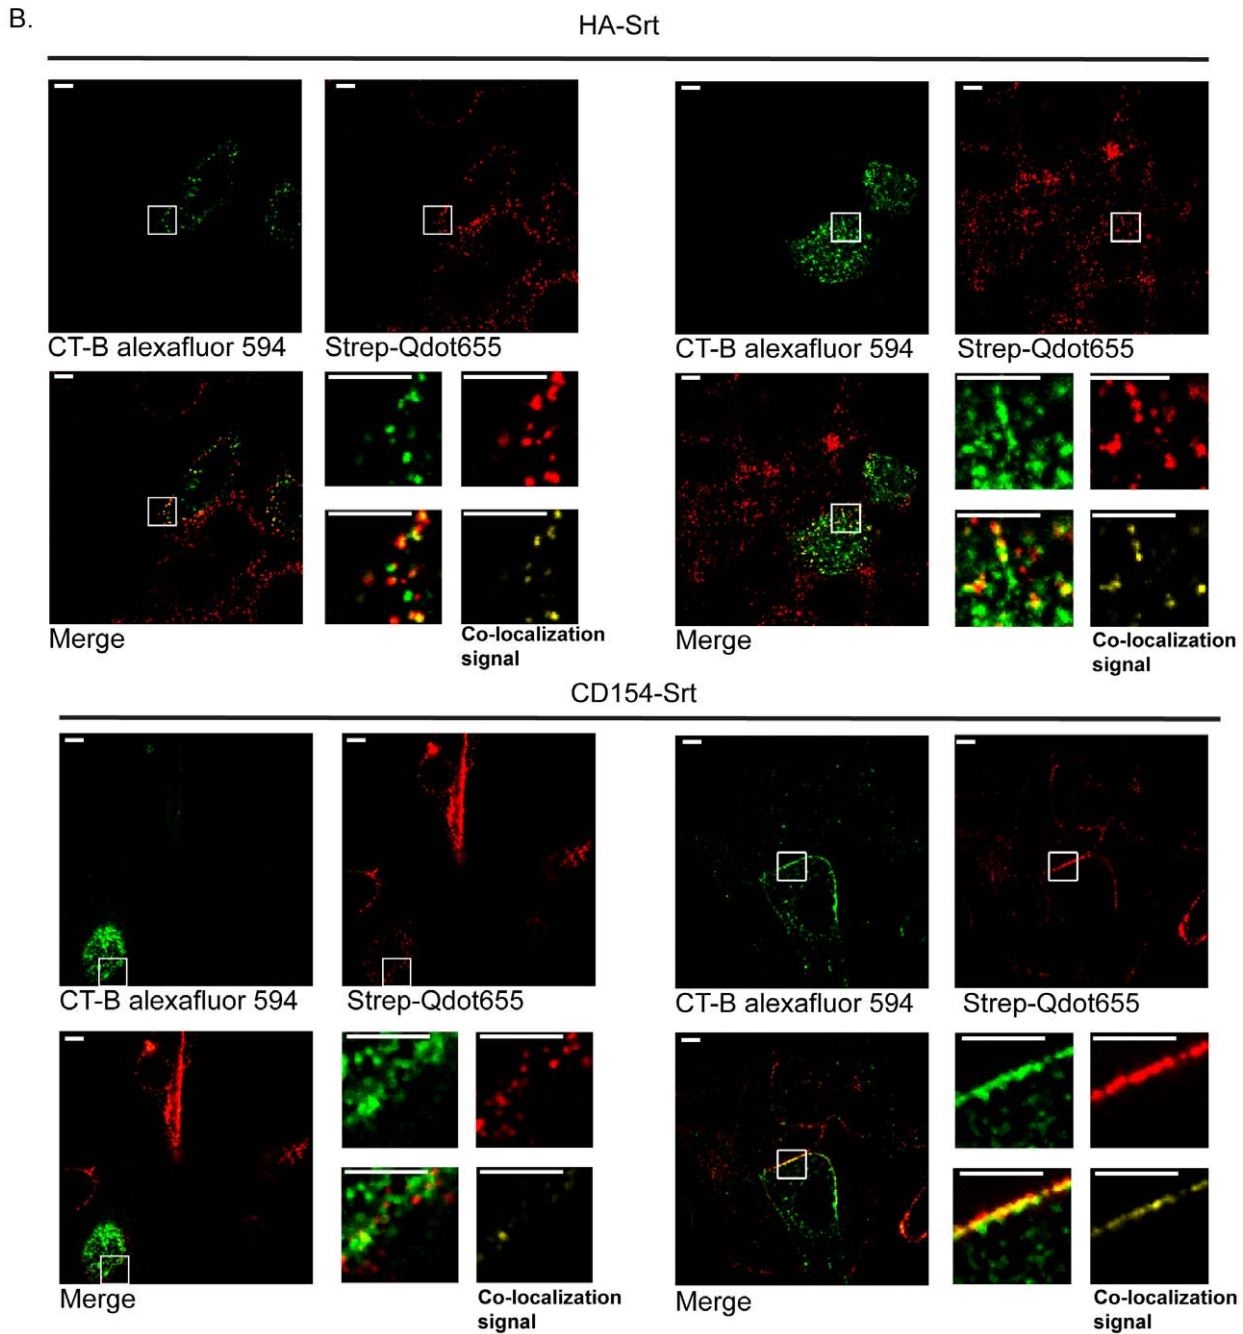 B.
HA-Srt
CT-B alexafluor 594
Strep-Qdot655
CT-B alexafluor 594
Strep-Qdot655
Merge
Co-localization
signal
Merge
Co-localization
signal
CD154-Srt
CT-B alexafluor 594
Strep-Qdot655
CT-B alexafluor 594
Strep-Qdot655
Merge
Co-localization
signal
Merge
Co-localization
signal